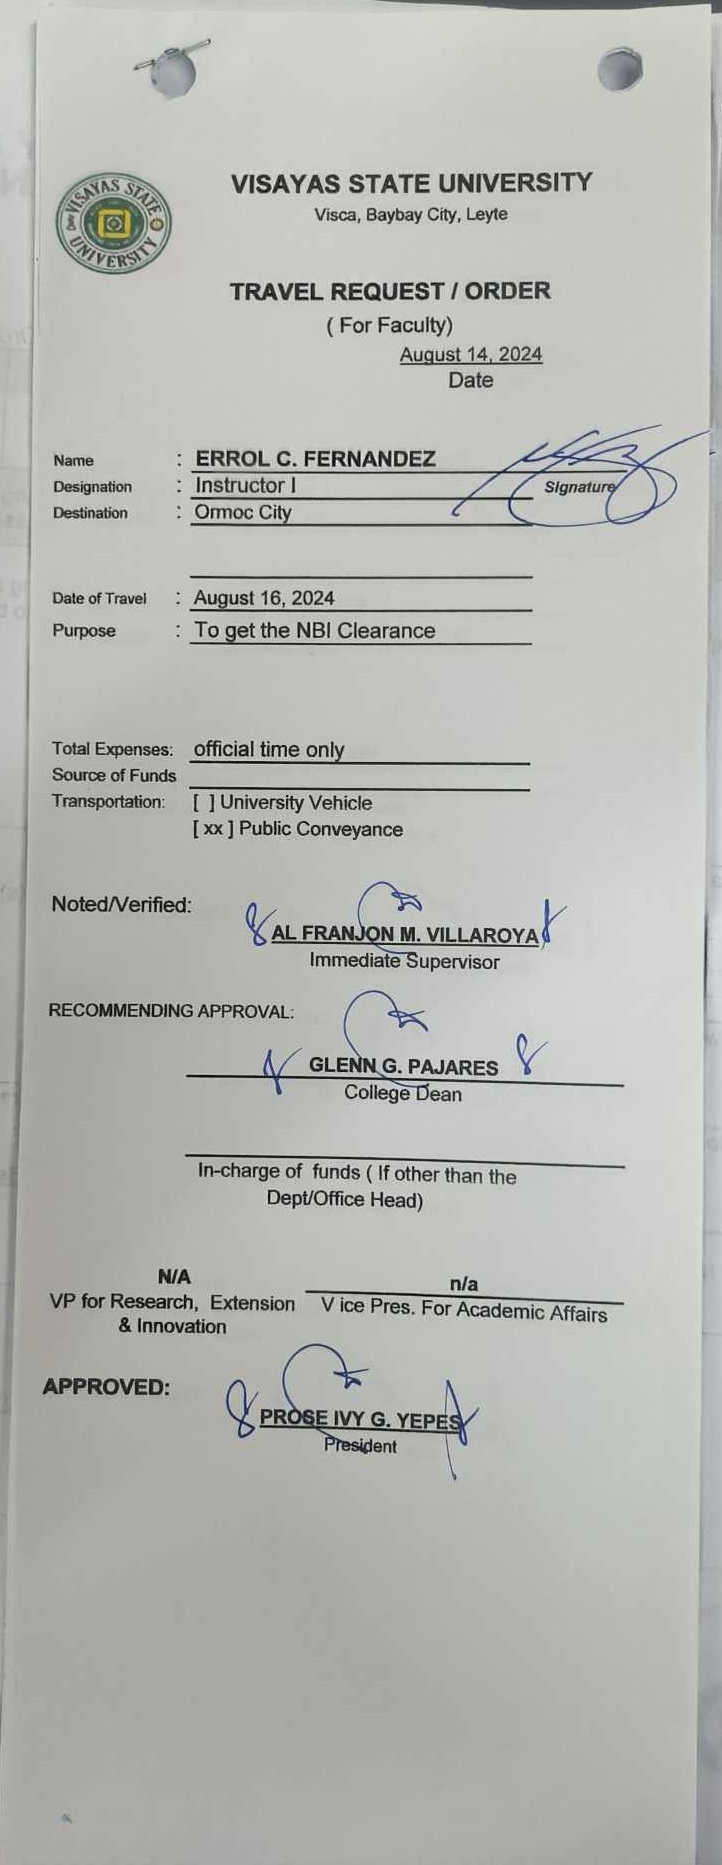 VISAYAS STATE UNIVERSITY
VISAYAS STATE UNIVERSITY
Visca, Baybay City, Leyte
TRAVEL REQUEST / ORDER
( For Faculty)
August 14, 2024
Date
Name : ERROL C. FERNANDEZ
Designation : Instructor I Signature
Destination : Ormoc City
Date of Travel : August 16, 2024
Purpose : To get the NBI Clearance
Total Expenses: official time only
Source of Funds
Transportation: [ ] University Vehicle
[ xx ] Public Conveyance
Noted/Verified:
AL FRANJON M. VILLAROYA
Immediate Supervisor
RECOMMENDING APPROVAL:
GLENN G. PAJARES
College Dean
In-charge of funds ( If other than the
Dept/Office Head)
N/A n/a
VP for Research, Extension V ice Pres. For Academic Affairs
& Innovation
APPROVED:
PROSE IVY G. YEPES
President